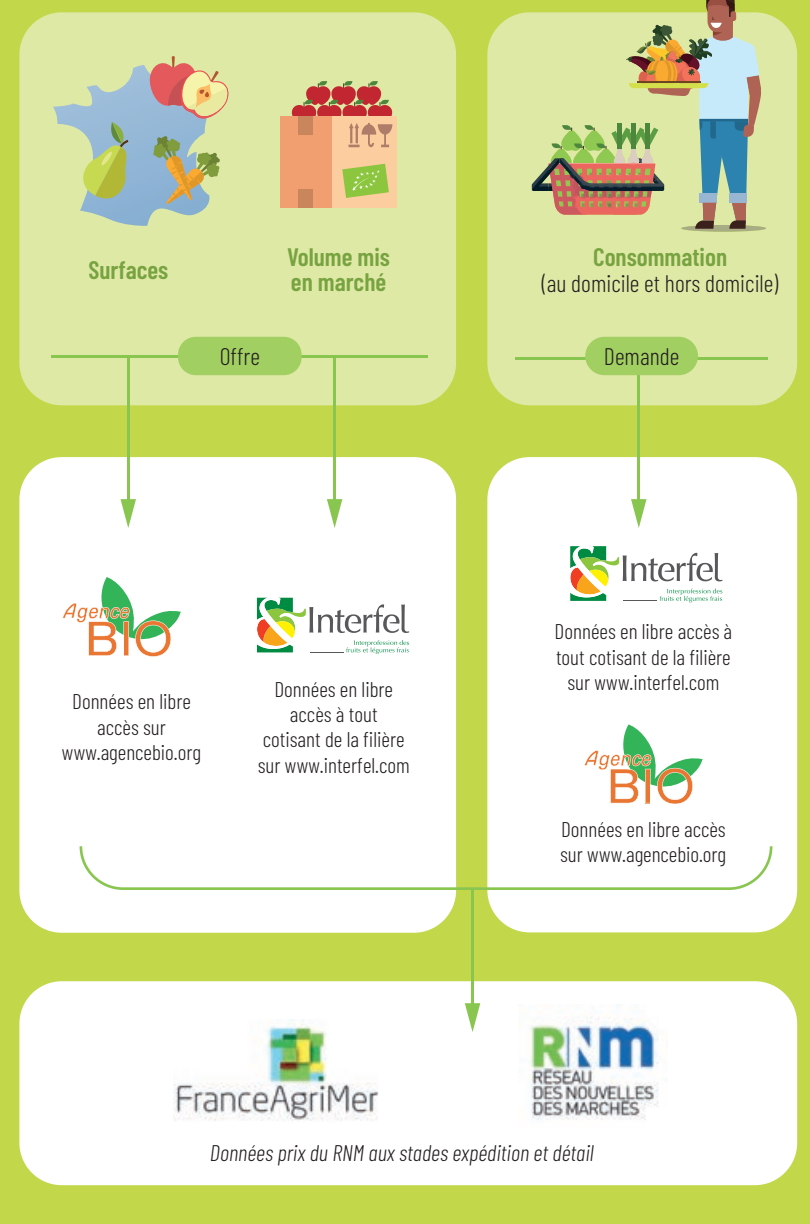 Surfaces
Volume mis
en marché
Offre
Consommation
(au domicile et hors domicile)
Demande
Agence
BIO
Données en libre
accès sur
www.agencebio.org
Interfel
Interprofession des
fruits et légumes frais
Données en libre
accès à tout
cotisant de la filière
sur www.interfel.com
Interfel
Interprofession des
fruits et légumes frais
Données en libre accès à
tout cotisant de la filière
sur www.interfel.com
Agence
BIO
Données en libre accès
sur www.agencebio.org
FranceAgriMer
RNM
RÉSEAU
DES NOUVELLES
DES MARCHÉS
Données prix du RNM aux stades expédition et détail